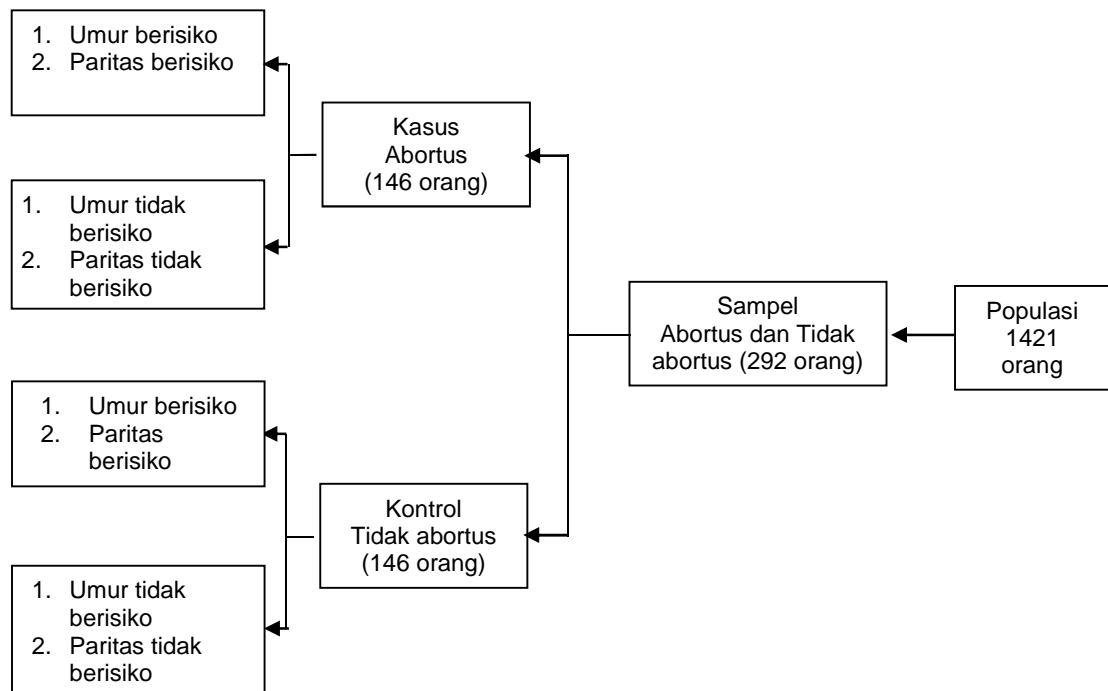 1. Umur berisiko
2. Paritas berisiko
1. Umur tidak
berisiko
2. Paritas tidak
berisiko
Kasus
Abortus
(146 orang)
Sampel
Abortus dan Tidak
abortus (292 orang)
Populasi
1421
orang
1. Umur berisiko
2. Paritas
berisiko
1. Umur tidak
berisiko
2. Paritas tidak
berisiko
Kontrol
Tidak abortus
(146 orang)